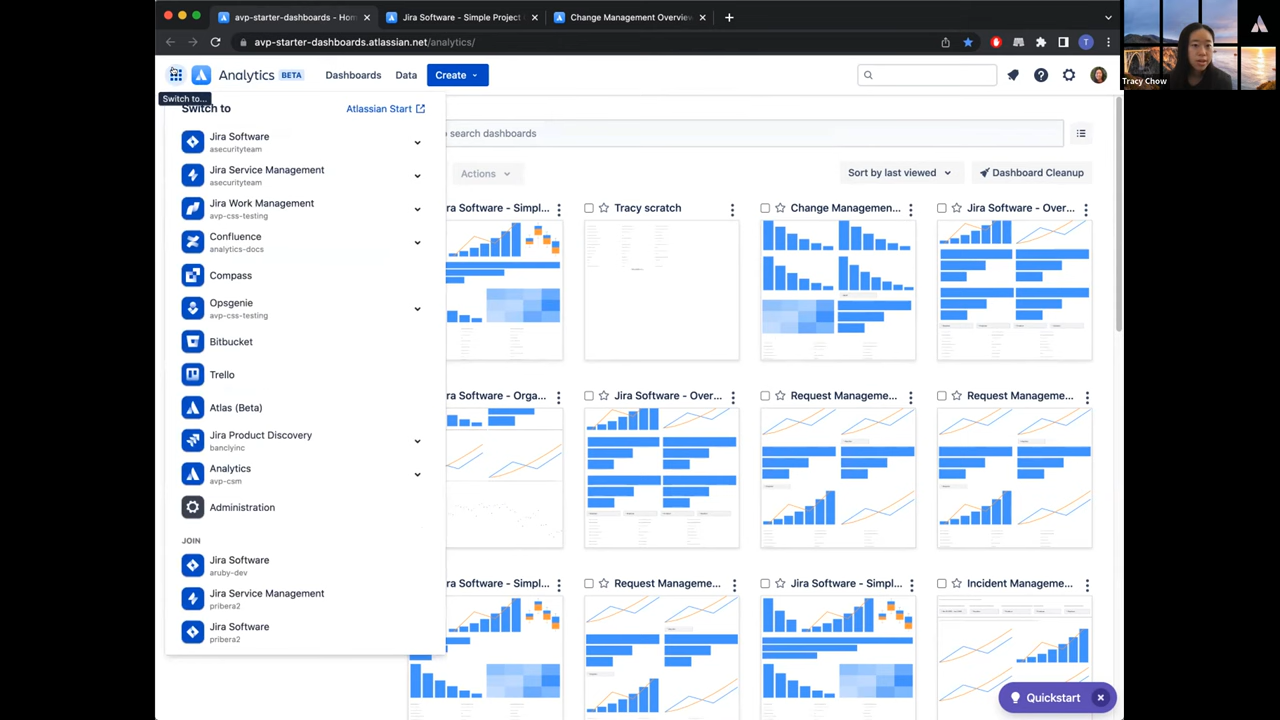 avp-starter-dashboards - Hom
Jira Software - Simple Project O
Change Management Overview
avp-starter-dashboards.atlassian.net/analytics/
T
Analytics
BETA
Dashboards
Data
Create
Tracy Chow
Switch to...
Switch to
Atlassian Start
Jira Software
asecurityteam
Jira Service Management
asecurityteam
Jira Work Management
avp-css-testing
Confluence
analytics-docs
Compass
Opsgenie
avp-css-testing
Bitbucket
Trello
Atlas (Beta)
Jira Product Discovery
banclyinc
Analytics
avp-csm
Administration
JOIN
Jira Software
aruby-dev
Jira Service Management
pribera2
Jira Software
pribera2
search dashboards
Actions
Sort by last viewed
Dashboard Cleanup
ira Software - Simpl...
Tracy scratch
Change Managemen...
Jira Software - Over...
ira Software - Orga...
Jira Software - Over...
Request Manageme...
Request Manageme...
ira Software - Simpl...
Request Manageme...
Jira Software - Simpl...
Incident Manageme...
Quickstart